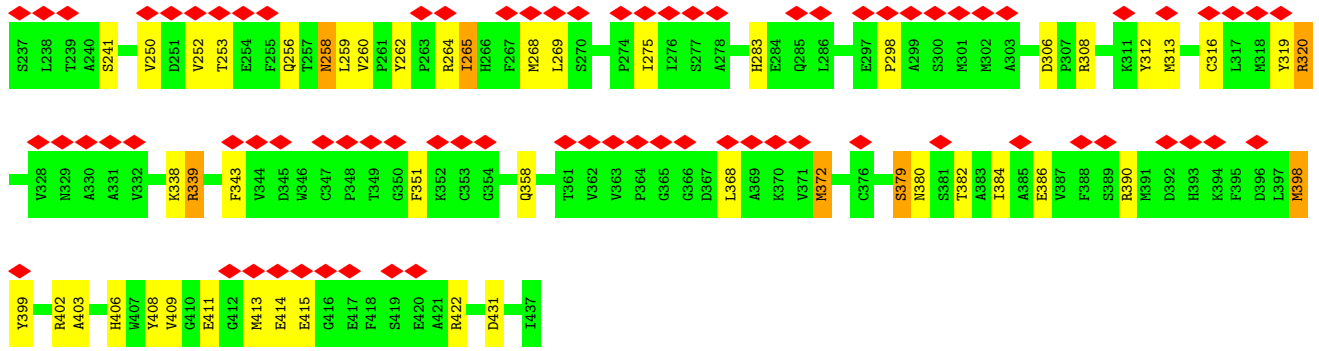 S237 L238 T239 A240 S241 V250 D251 V252 T253 E254 F255 Q256 T257 N258 L259 V260 P261 Y262 P263 R264 I265 H266 F267 M268 L269 S270 P274 I275 I276 S277 A278 H283 E284 Q285 L286 E297 P298 A299 S300 M301 M302 A303 D306 P307 R308 K311 Y312 M313 C316 L317 M318 Y319 R320
V328 N329 A330 A331 V332 K338 R339 F343 V344 D345 W346 C347 P348 T349 G350 F351 K352 C353 G354 Q358 T361 V362 V363 P364 G365 G366 D367 L368 A369 K370 V371 M372 C376 S379 N380 S381 T382 A383 I384 A385 E386 V387 F388 S389 R390 M391 D392 H393 K394 F395 D396 L397 M398
Y399 R402 A403 H406 W407 Y408 V409 G410 E411 G412 M413 E414 E415 G416 E417 F418 S419 E420 A421 R422 D431 I437